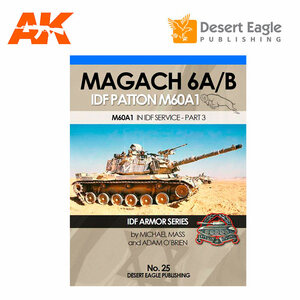 AK
Desert Eagle
PUBLISHING
MAGACH 6A/B
IDF PATTON M60A1
M60A1 IN IDF SERVICE - PART 3
IDF ARMOR SERIES
by MICHAEL MASS
and ADAM O'BRIEN
No. 25
DESERT EAGLE PUBLISHING